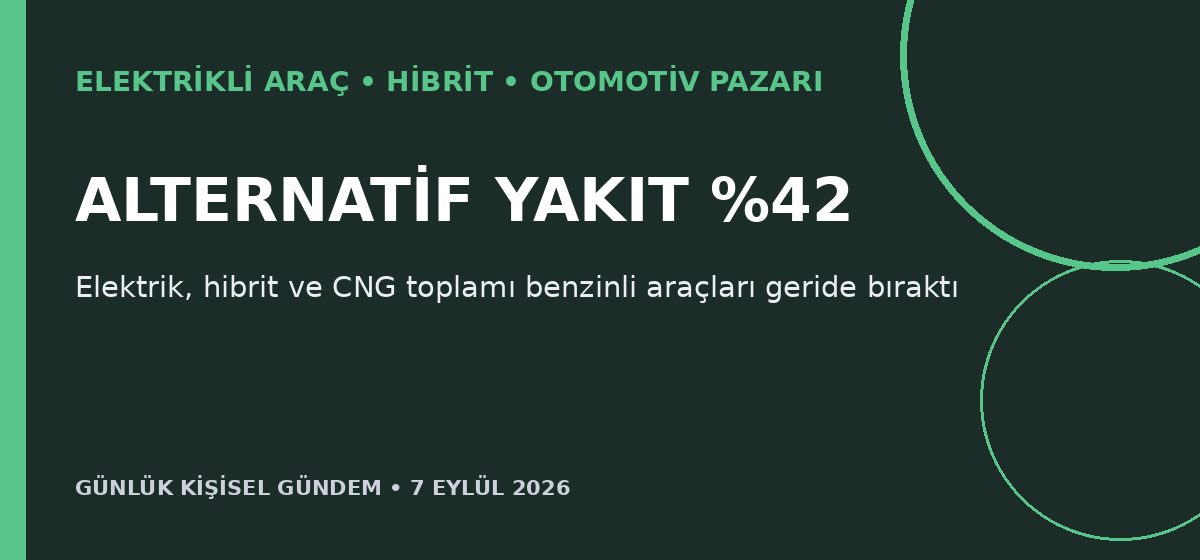 ELEKTRİKLİ ARAÇ • HİBRİT • OTOMOTİV PAZARI
ALTERNATİF YAKIT %42
Elektrik, hibrit ve CNG toplamı benzinli araçları geride bıraktı
GÜNLÜK KİŞİSEL GÜNDEM • 7 EYLÜL 2026